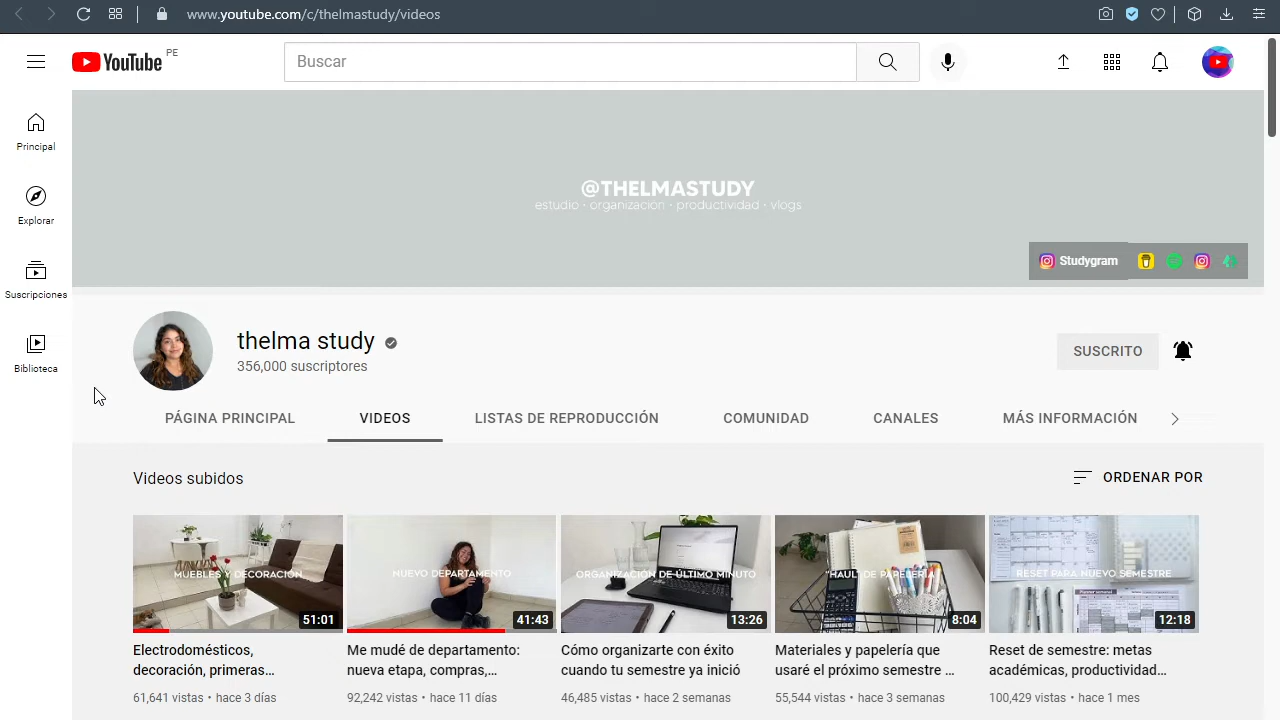 www.youtube.com/c/thelmastudy/videos
YouTube PE
Buscar
Principal
Explorar
Suscripciones
Biblioteca
@THELMASTUDY
estudio · organización · productividad · vlogs
Studygram
thelma study
356,000 suscriptores
SUSCRITO
PÁGINA PRINCIPAL
VIDEOS
LISTAS DE REPRODUCCIÓN
COMUNIDAD
CANALES
MÁS INFORMACIÓN
Videos subidos
ORDENAR POR
MUEBLES Y DECORACIÓN
51:01
Electrodomésticos,
decoración, primeras...
61,641 vistas • hace 3 días
NUEVO DEPARTAMENTO
41:43
Me mudé de departamento:
nueva etapa, compras,...
92,242 vistas • hace 11 días
ORGANIZACIÓN DE ÚLTIMO MINUTO
13:26
Cómo organizarte con éxito
cuando tu semestre ya inició
46,485 vistas • hace 2 semanas
"HAUL" DE PAPELERÍA
8:04
Materiales y papelería que
usaré el próximo semestre ...
55,544 vistas • hace 3 semanas
RESET PARA NUEVO SEMESTRE
12:18
Reset de semestre: metas
académicas, productividad...
100,429 vistas • hace 1 mes